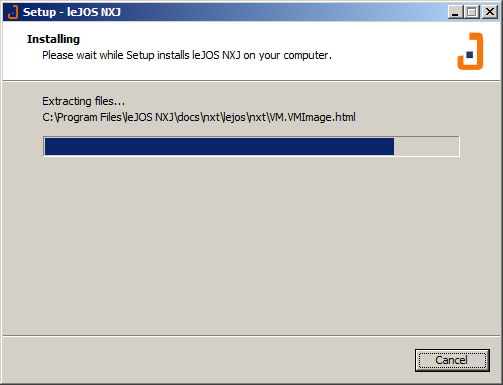 Setup - leJOS NXJ
Installing
Please wait while Setup installs leJOS NXJ on your computer.
Extracting files...
C:\Program Files\leJOS NXJ\docs\nxt\lejos\nxt\VM.VMImage.html
Cancel